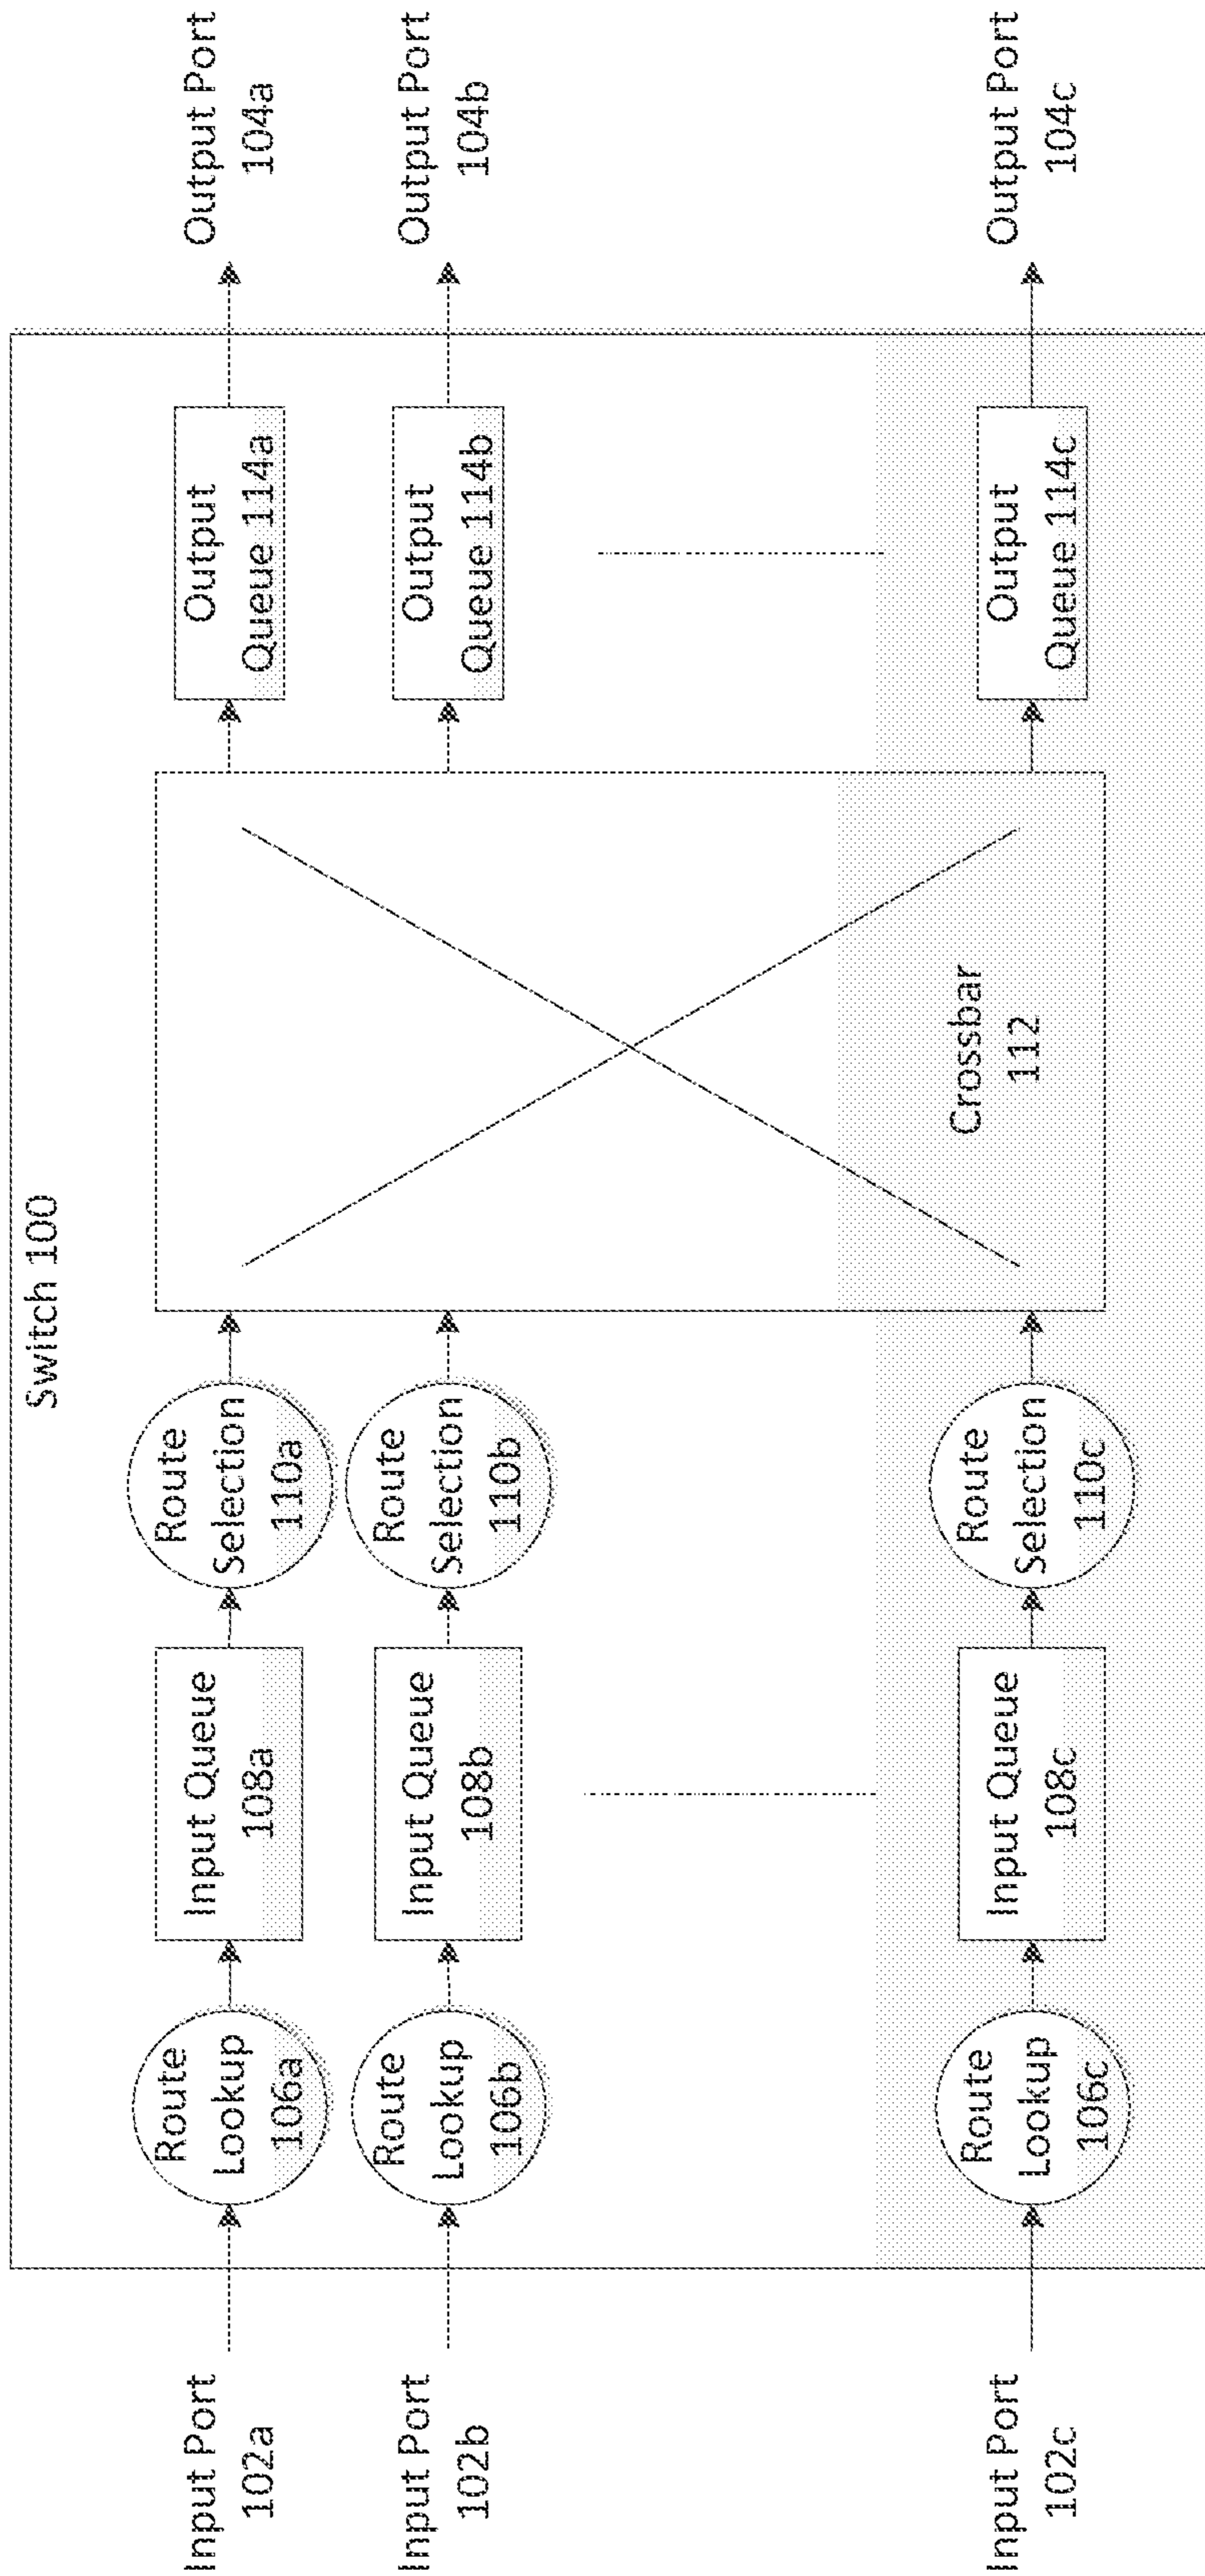 Switch 100
Input Port
102a
Route
Lookup
106a
Input Queue
108a
Route
Selection
110a
Output
Queue 114a
Output Port
104a
Input Port
102b
Route
Lookup
106b
Input Queue
108b
Route
Selection
110b
Output
Queue 114b
Output Port
104b
Crossbar
112
Input Port
102c
Route
Lookup
106c
Input Queue
108c
Route
Selection
110c
Output
Queue 114c
Output Port
104c